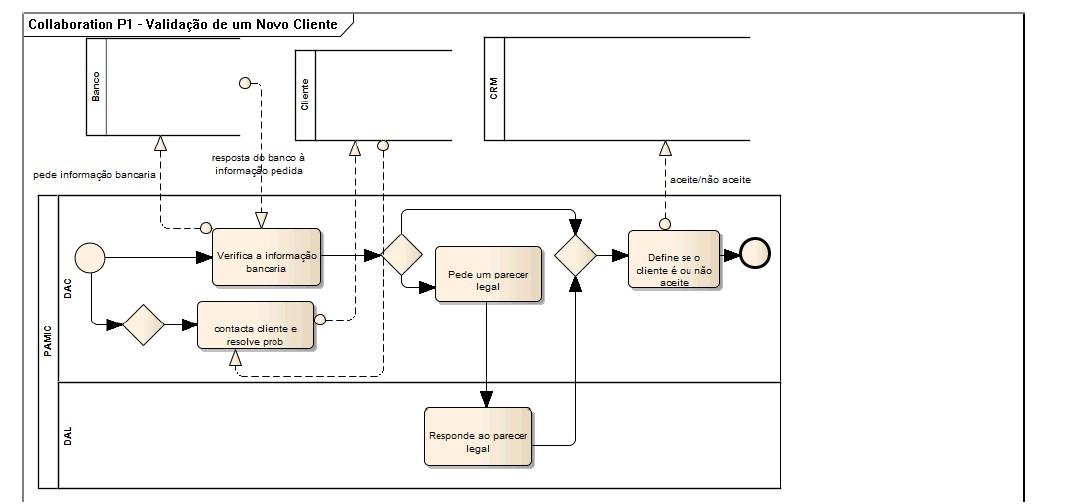 Collaboration P1 - Validação de um Novo Cliente
Banco
Cliente
CRM
pede informação bancaria
resposta do banco à
informação pedida
aceite/não aceite
PAMIC
DAC
Verifica a informação
bancaria
Pede um parecer
legal
Define se o
cliente é ou não
aceite
contacta cliente e
resolve prob
DAL
Responde ao parecer
legal